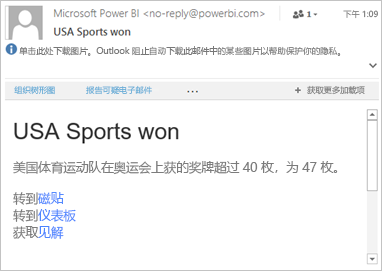 Microsoft Power BI <no-reply@powerbi.com> 1 下午 1:09
USA Sports won
单击此处下载图片。Outlook 阻止自动下载此邮件中的某些图片以帮助保护你的隐私。
组织树形图 报告可疑电子邮件 ... + 获取更多加载项
USA Sports won
美国体育运动队在奥运会上获的奖牌超过 40 枚，为 47 枚。
转到磁贴
转到仪表板
获取见解